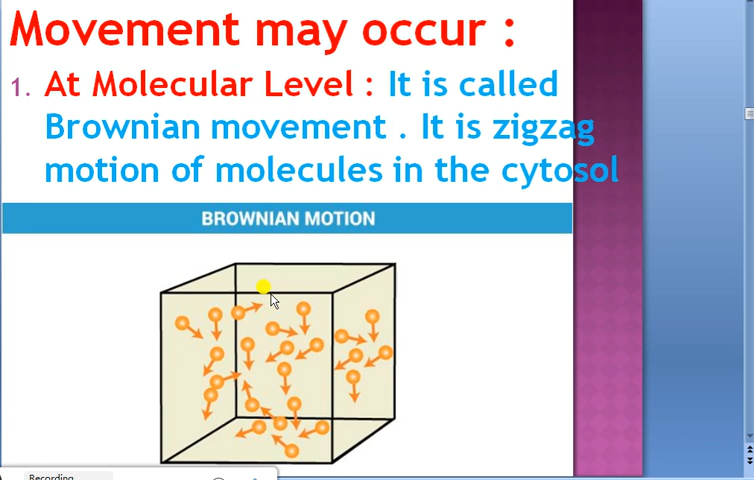 Movement may occur :
1. At Molecular Level : It is called
Brownian movement . It is zigzag
motion of molecules in the cytosol
BROWNIAN MOTION
Recording